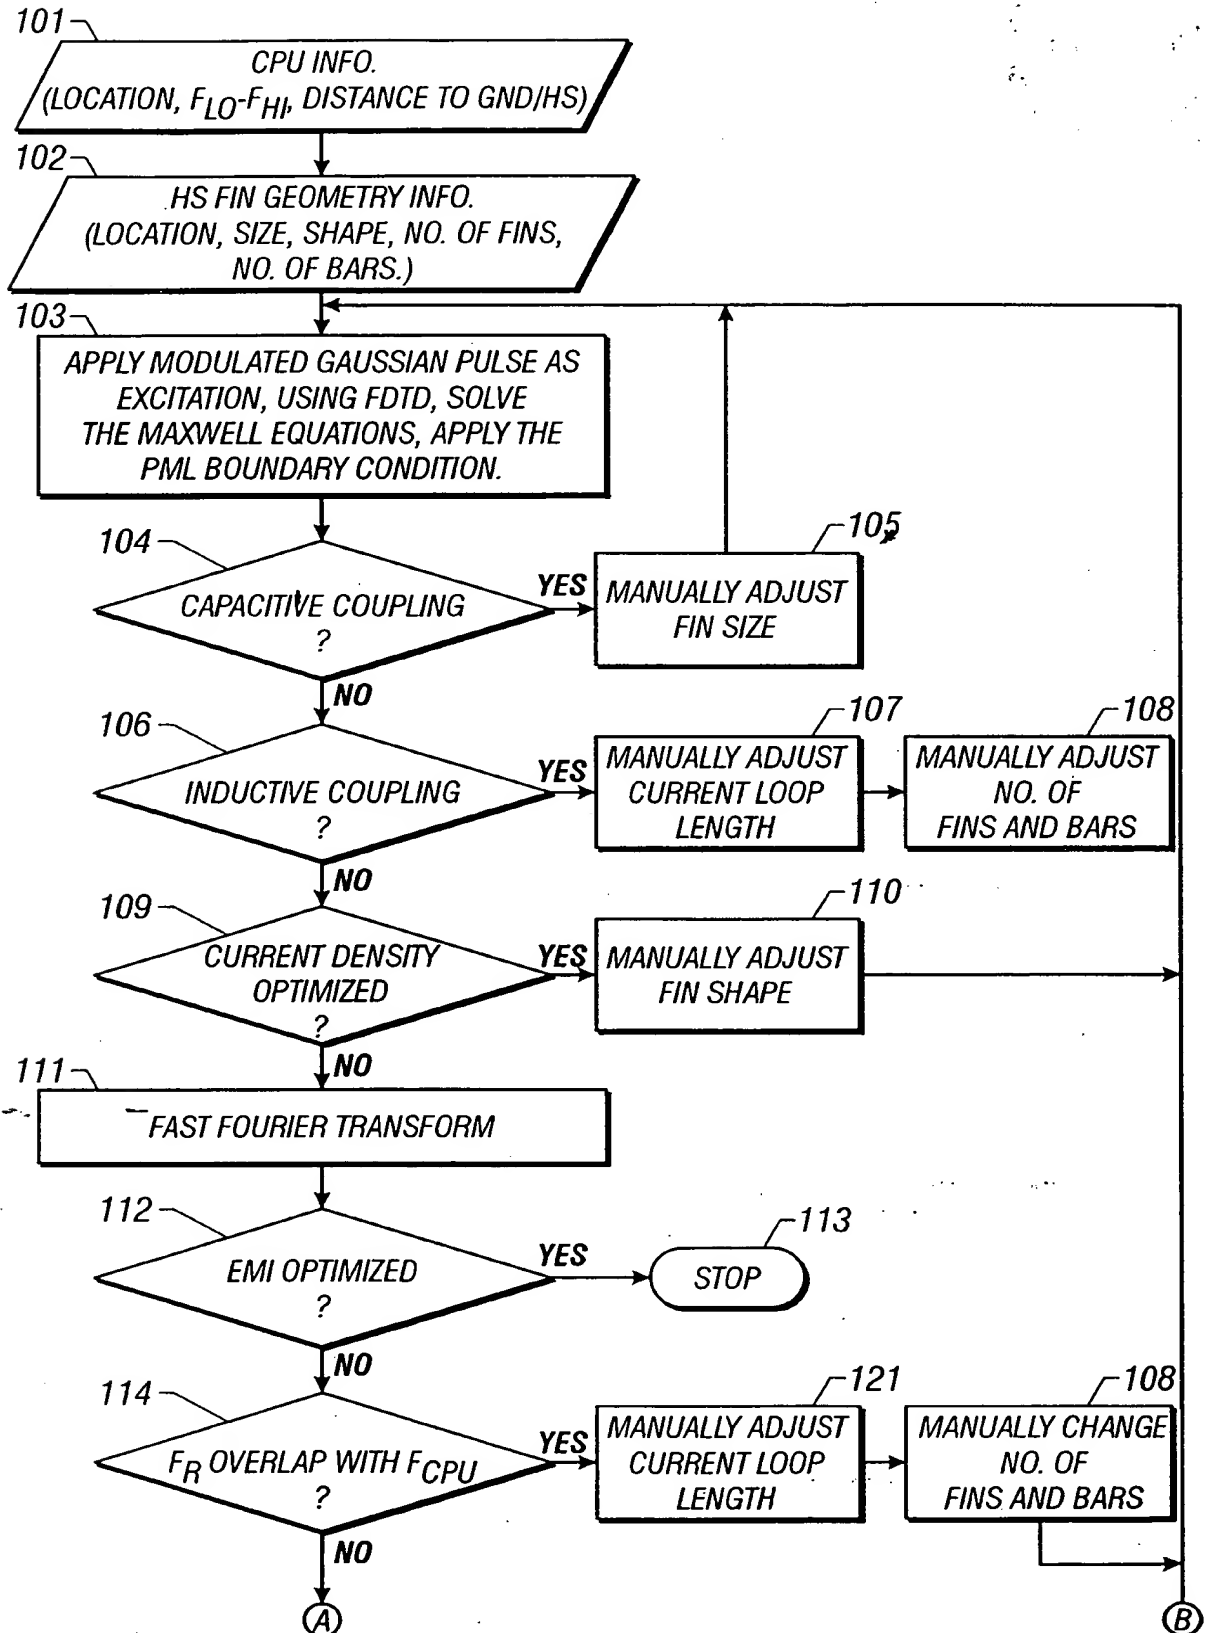 101
CPU INFO.
(LOCATION, FLO-FHI, DISTANCE TO GND/HS)
102
HS FIN GEOMETRY INFO.
(LOCATION, SIZE, SHAPE, NO. OF FINS,
NO. OF BARS.)
103
APPLY MODULATED GAUSSIAN PULSE AS
EXCITATION, USING FDTD, SOLVE
THE MAXWELL EQUATIONS, APPLY THE
PML BOUNDARY CONDITION.
104
CAPACITIVE COUPLING
?
YES
105
MANUALLY ADJUST
FIN SIZE
NO
106
INDUCTIVE COUPLING
?
YES
107
MANUALLY ADJUST
CURRENT LOOP
LENGTH
108
MANUALLY ADJUST
NO. OF
FINS AND BARS
NO
109
CURRENT DENSITY
OPTIMIZED
?
YES
110
MANUALLY ADJUST
FIN SHAPE
NO
111
FAST FOURIER TRANSFORM
112
EMI OPTIMIZED
?
YES
113
STOP
NO
114
FR OVERLAP WITH FCPU
?
YES
121
MANUALLY ADJUST
CURRENT LOOP
LENGTH
108
MANUALLY CHANGE
NO. OF
FINS AND BARS
NO
A
B